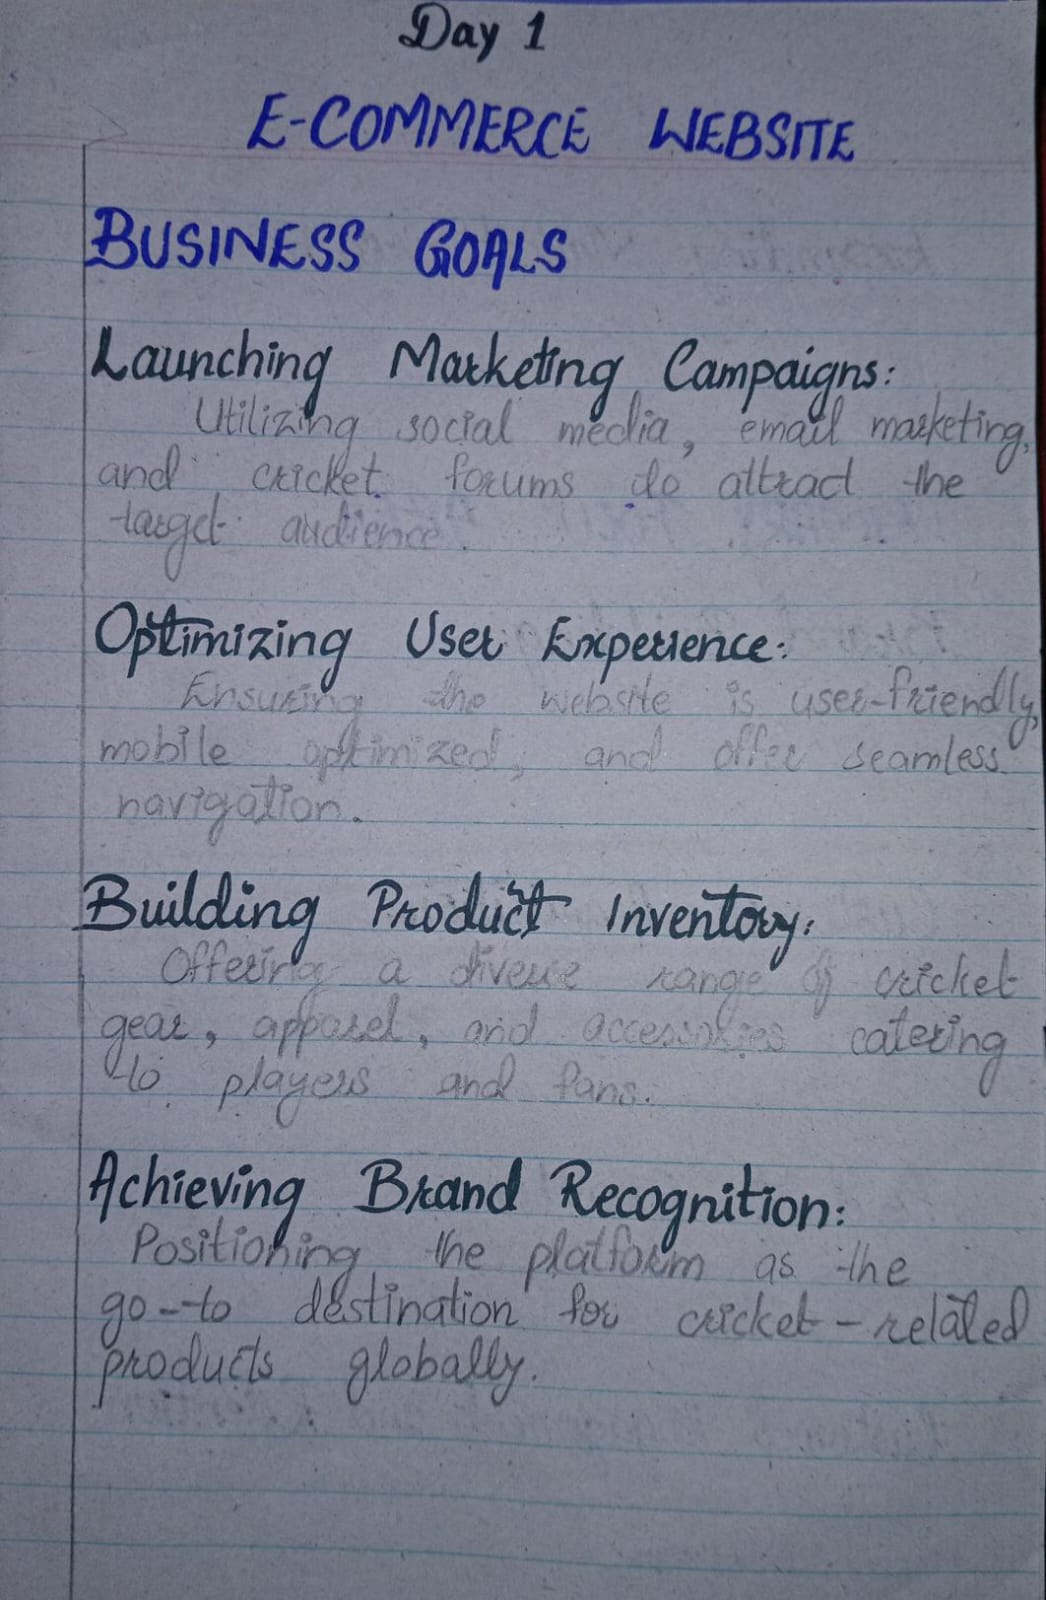 Day 1
E-COMMERCE WEBSITE
BUSINESS GOALS
Launching Marketing Campaigns:
Utilizing social media, email marketing,
and cricket forums to attract the
target audience.
Optimizing User Experience:
Ensuring the website is user-friendly,
mobile optimized, and offer seamless
navigation.
Building Product Inventory:
Offering a diverse range of cricket
gear, apparel, and accessories catering
to players and fans.
Achieving Brand Recognition:
Positioning the platform as the
go-to destination for cricket-related
products globally.